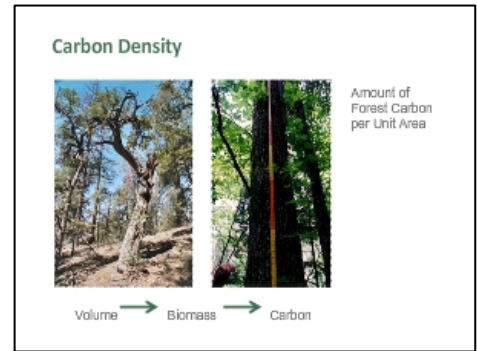 Carbon Density
Amount of
Forest Carbon
per Unit Area
Volume → Biomass → Carbon